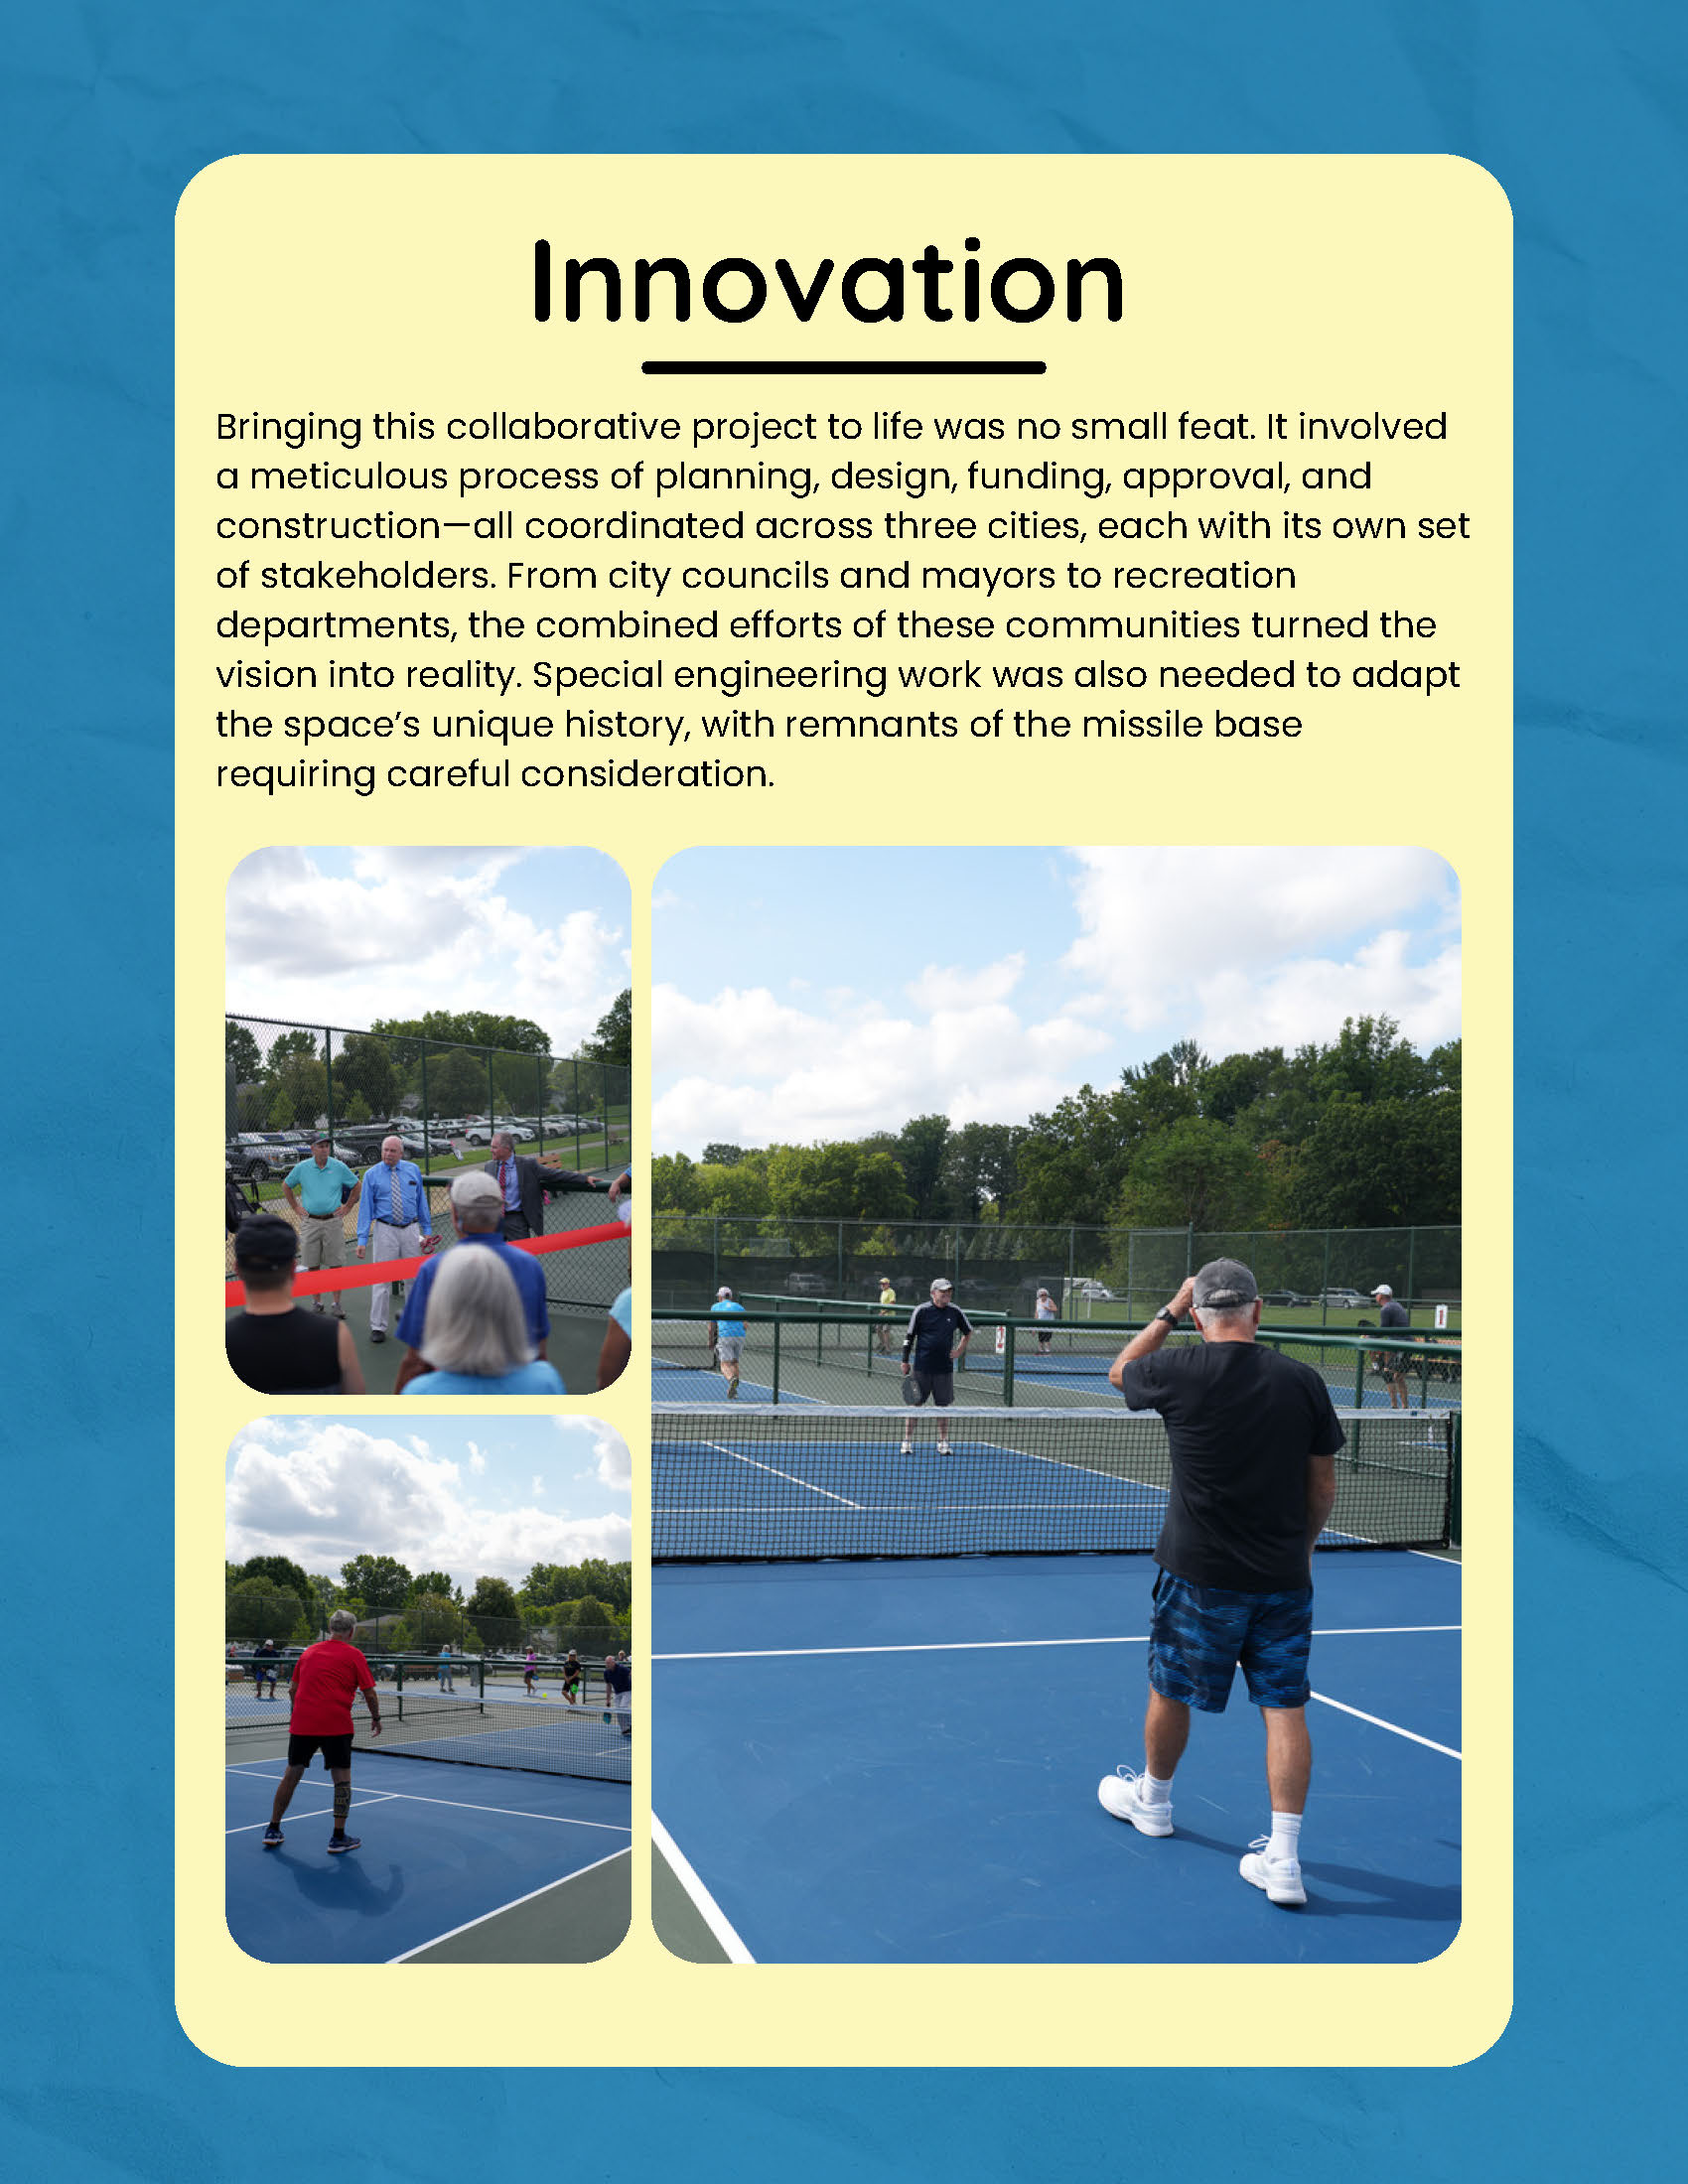 Innovation
Bringing this collaborative project to life was no small feat. It involved
a meticulous process of planning, design, funding, approval, and
construction—all coordinated across three cities, each with its own set
of stakeholders. From city councils and mayors to recreation
departments, the combined efforts of these communities turned the
vision into reality. Special engineering work was also needed to adapt
the space’s unique history, with remnants of the missile base
requiring careful consideration.
1